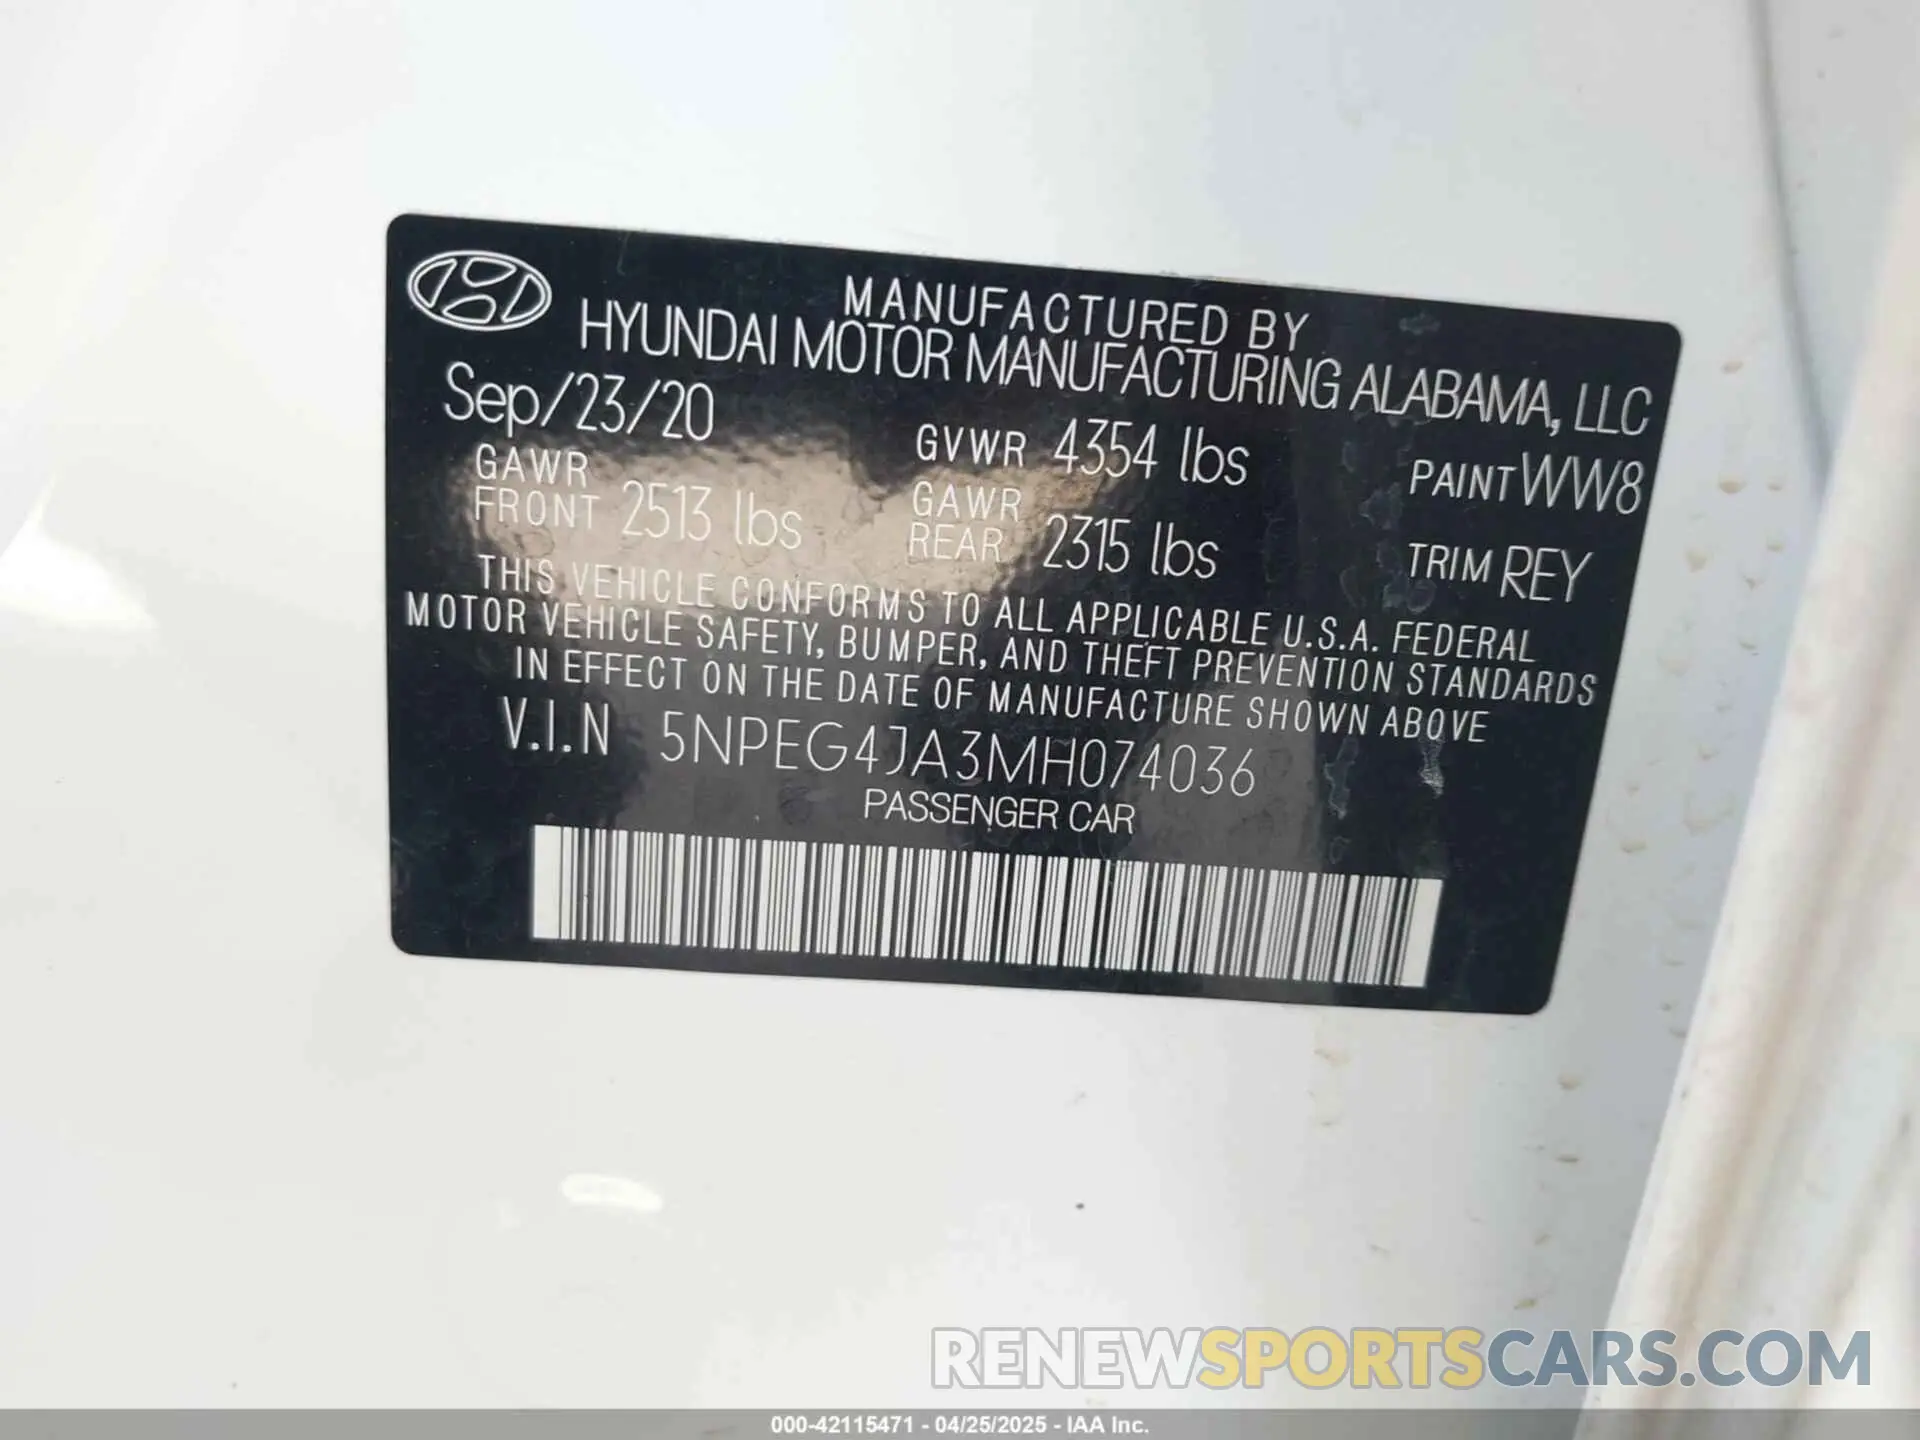 MANUFACTURED BY
HYUNDAI MOTOR MANUFACTURING ALABAMA, LLC
Sep/23/20 GVWR 4354 lbs PAINT WW8
GAWR FRONT 2513 lbs GAWR REAR 2315 lbs TRIM REY
THIS VEHICLE CONFORMS TO ALL APPLICABLE U.S.A. FEDERAL
MOTOR VEHICLE SAFETY, BUMPER, AND THEFT PREVENTION STANDARDS
IN EFFECT ON THE DATE OF MANUFACTURE SHOWN ABOVE
V.I.N 5NPEG4JA3MH074036
PASSENGER CAR
RENEWSPORTSCARS.COM
000-42115471 - 04/25/2025 - IAA Inc.